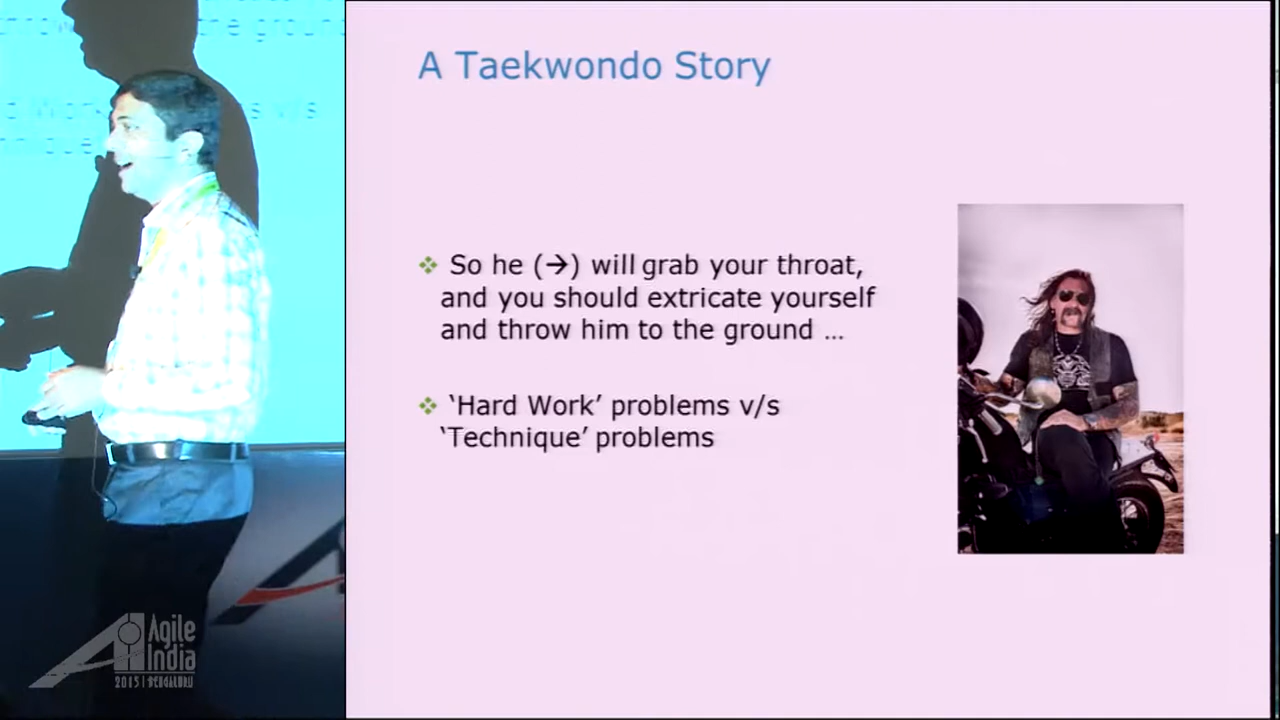 A Taekwondo Story
❖ So he (→) will grab your throat,
and you should extricate yourself
and throw him to the ground ...
❖ ‘Hard Work’ problems v/s
‘Technique’ problems
Agile
India
2015 | BENGALURU